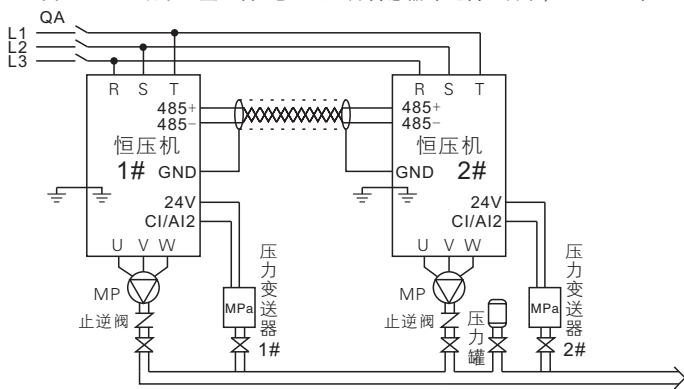 QA
L1
L2
L3
R S T
R S T
485+
485-
485+
485-
恒压机
1#
GND
恒压机
2#
GND
24V
CI/AI2
24V
CI/AI2
U V W
U V W
MP
MPa
压力变送器
1#
止逆阀
MP
止逆阀
压力罐
MPa
压力变送器
2#